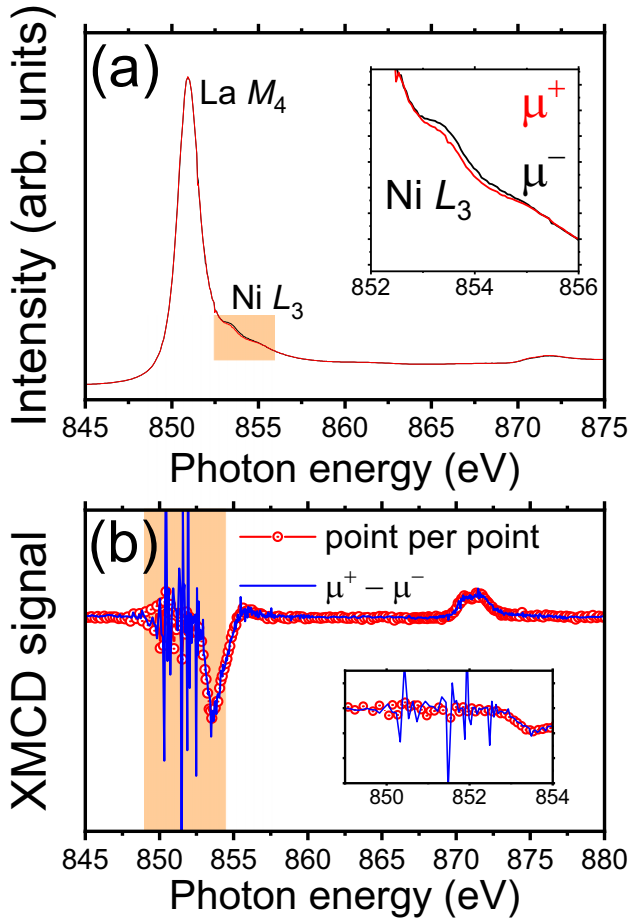 (a)
La M₄
Ni L₃
μ⁺
μ⁻
Ni L₃
852 854 856
Intensity (arb. units)
845 850 855 860 865 870 875
Photon energy (eV)
(b)
point per point
μ⁺ − μ⁻
850 852 854
XMCD signal
845 850 855 860 865 870 875 880
Photon energy (eV)